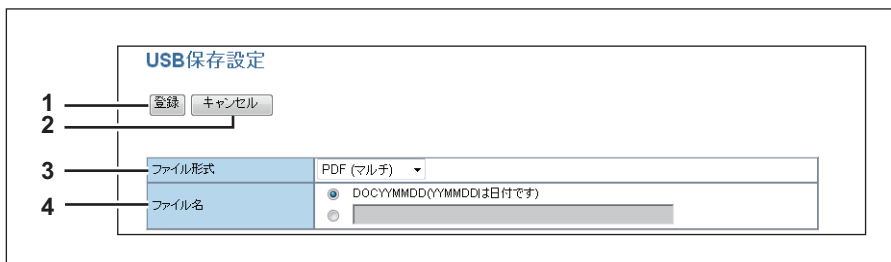 USB保存設定
1 登録 キャンセル
2
3 ファイル形式 PDF (マルチ)
4 ファイル名 DOCYYMMDD(YYMMDDは日付です)